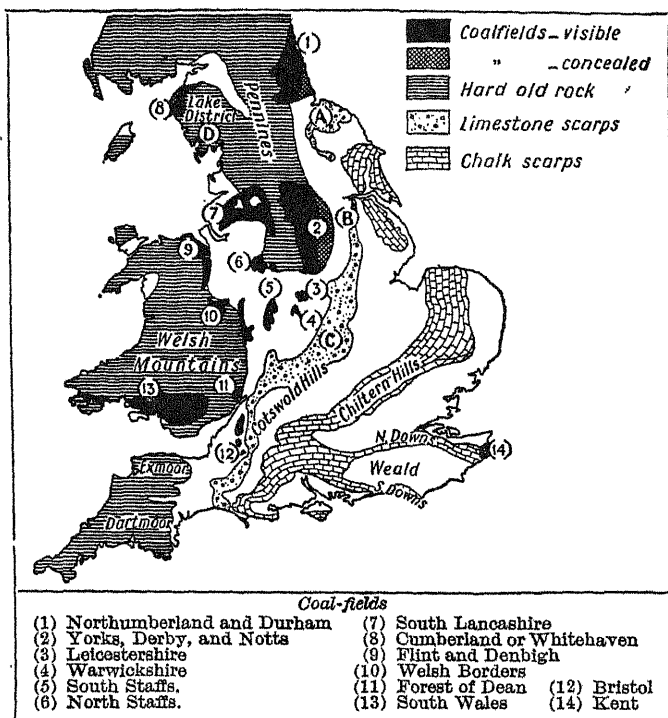 Coalfields - visible
" - concealed
Hard old rock
Limestone scarps
Chalk scarps
(1)
(8)
Lake
District
D
Pennines
A
(7)
(2)
B
(9)
(6)
(5)
(3)
(10)
(4)
Welsh
Mountains
C
(13)
(11)
Cotswold Hills
Chiltern Hills
(12)
N. Downs
(14)
Weald
S. Downs
Exmoor
Dartmoor
Coal-fields
(1) Northumberland and Durham
(2) Yorks, Derby, and Notts
(3) Leicestershire
(4) Warwickshire
(5) South Staffs.
(6) North Staffs.
(7) South Lancashire
(8) Cumberland or Whitehaven
(9) Flint and Denbigh
(10) Welsh Borders
(11) Forest of Dean (12) Bristol
(13) South Wales (14) Kent